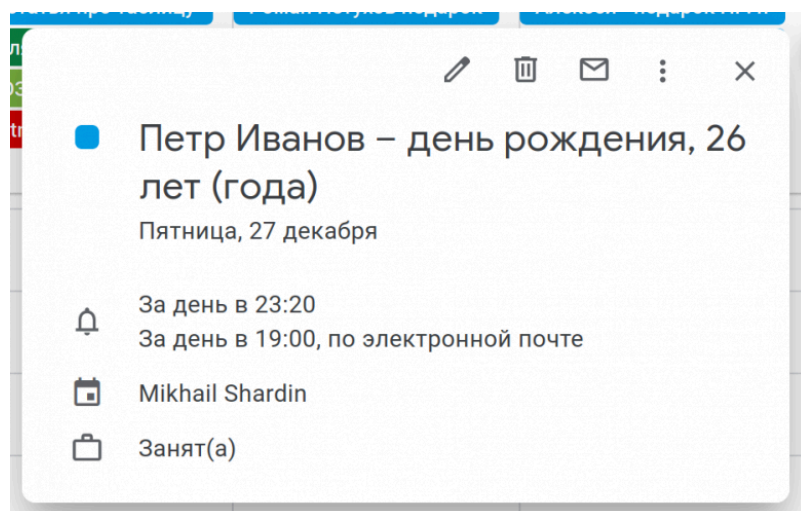 Петр Иванов – день рождения, 26
лет (года)
Пятница, 27 декабря
За день в 23:20
За день в 19:00, по электронной почте
Mikhail Shardin
Занят(а)